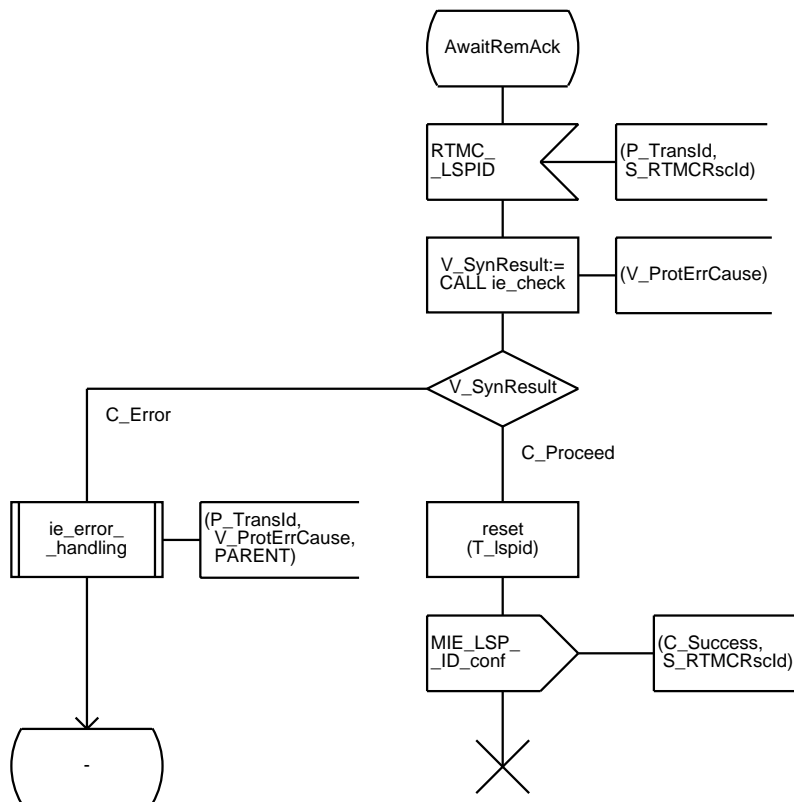 AwaitRemAck
RTMC_
_LSPID
(P_TransId,
S_RTMCRscId)
V_SynResult:=
CALL ie_check
(V_ProtErrCause)
V_SynResult
C_Error
C_Proceed
ie_error_
_handling
(P_TransId,
V_ProtErrCause,
PARENT)
reset
(T_lspid)
MIE_LSP_
_ID_conf
(C_Success,
S_RTMCRscId)
-